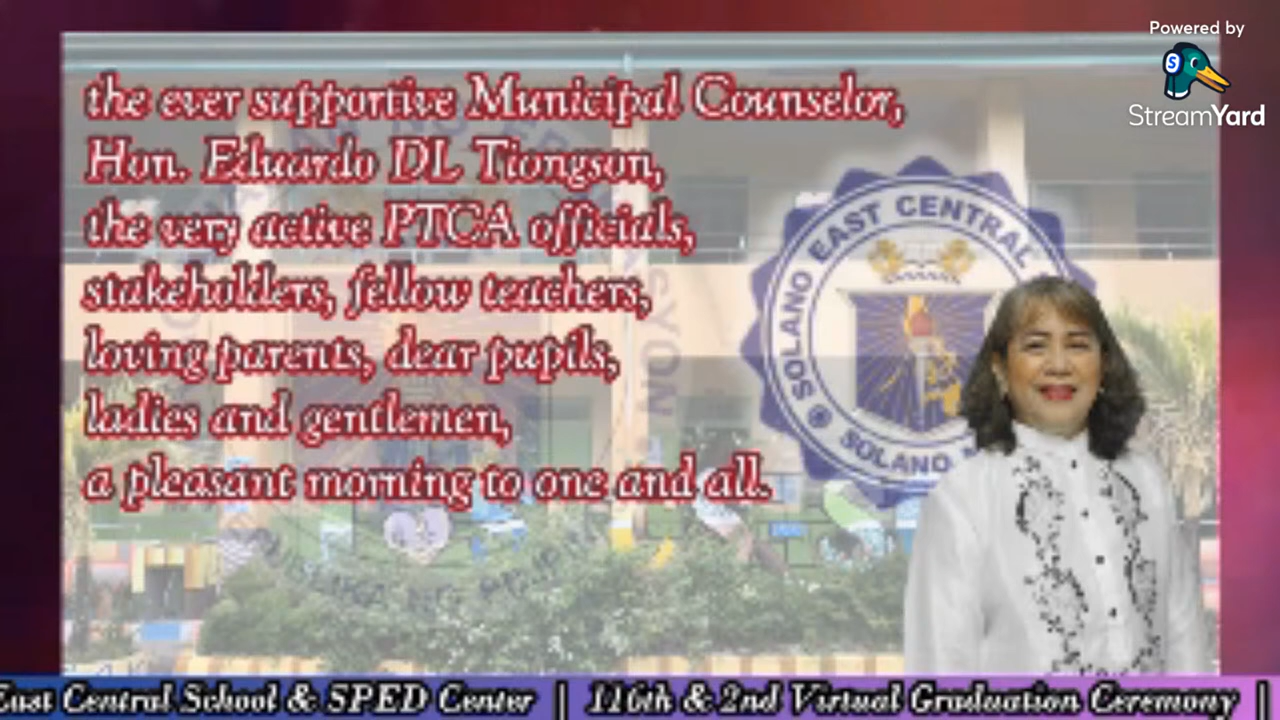 Powered by
StreamYard
the ever supportive Municipal Counselor,
Hon. Eduardo DL Tiongson,
the very active PTCA officials,
stakeholders, fellow teachers,
loving parents, dear pupils,
ladies and gentlemen,
a pleasant morning to one and all.
SOLANO EAST CENTRAL
SOLANO
East Central School & SPED Center | 116th & 2nd Virtual Graduation Ceremony |